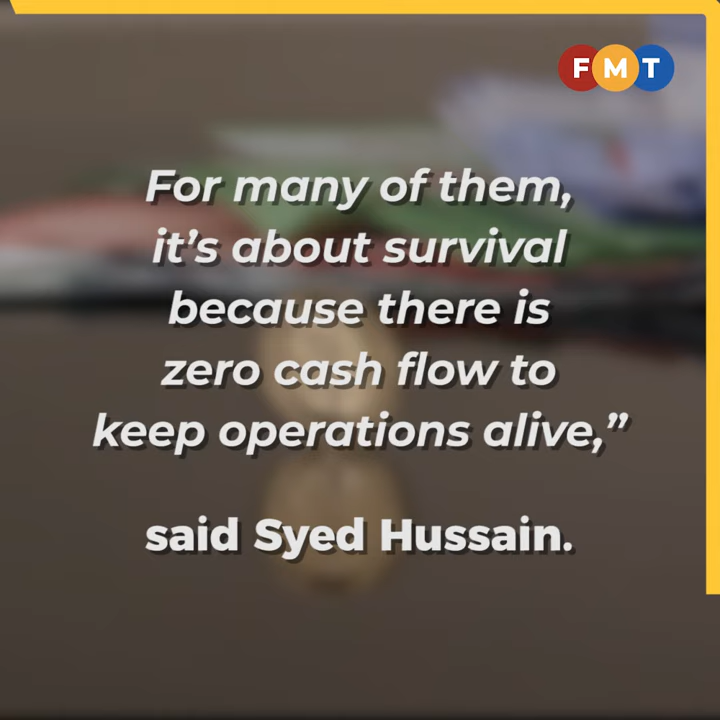 FMT
For many of them,
it’s about survival
because there is
zero cash flow to
keep operations alive,”
said Syed Hussain.